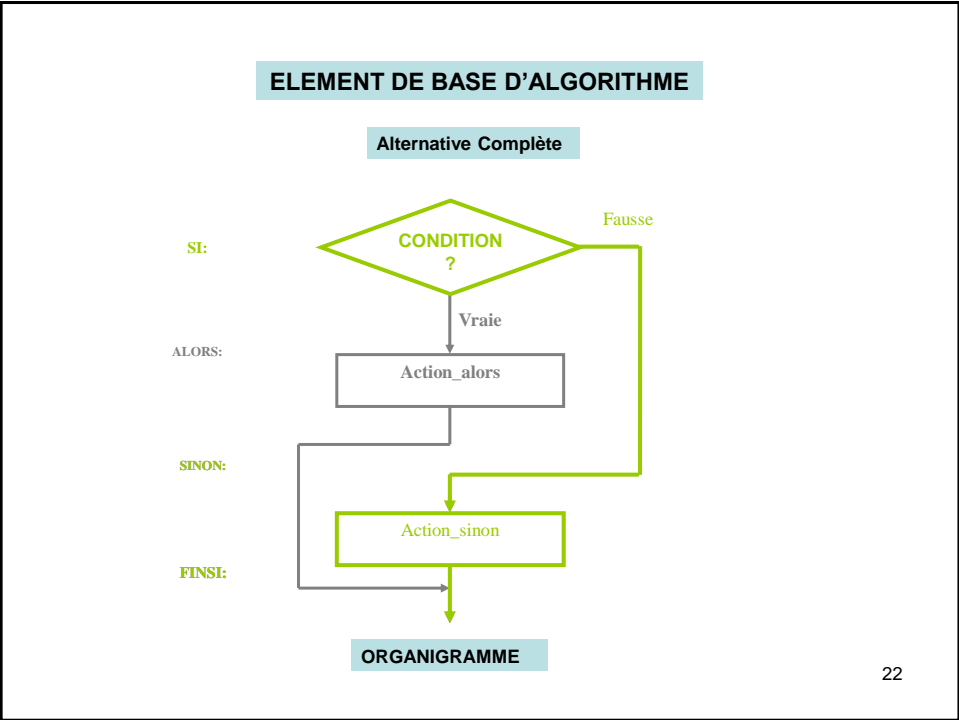 ELEMENT DE BASE D’ALGORITHME
Alternative Complète
Fausse
SI:
CONDITION
?
Vraie
ALORS:
Action_alors
SINON:
Action_sinon
FINSI:
ORGANIGRAMME
22